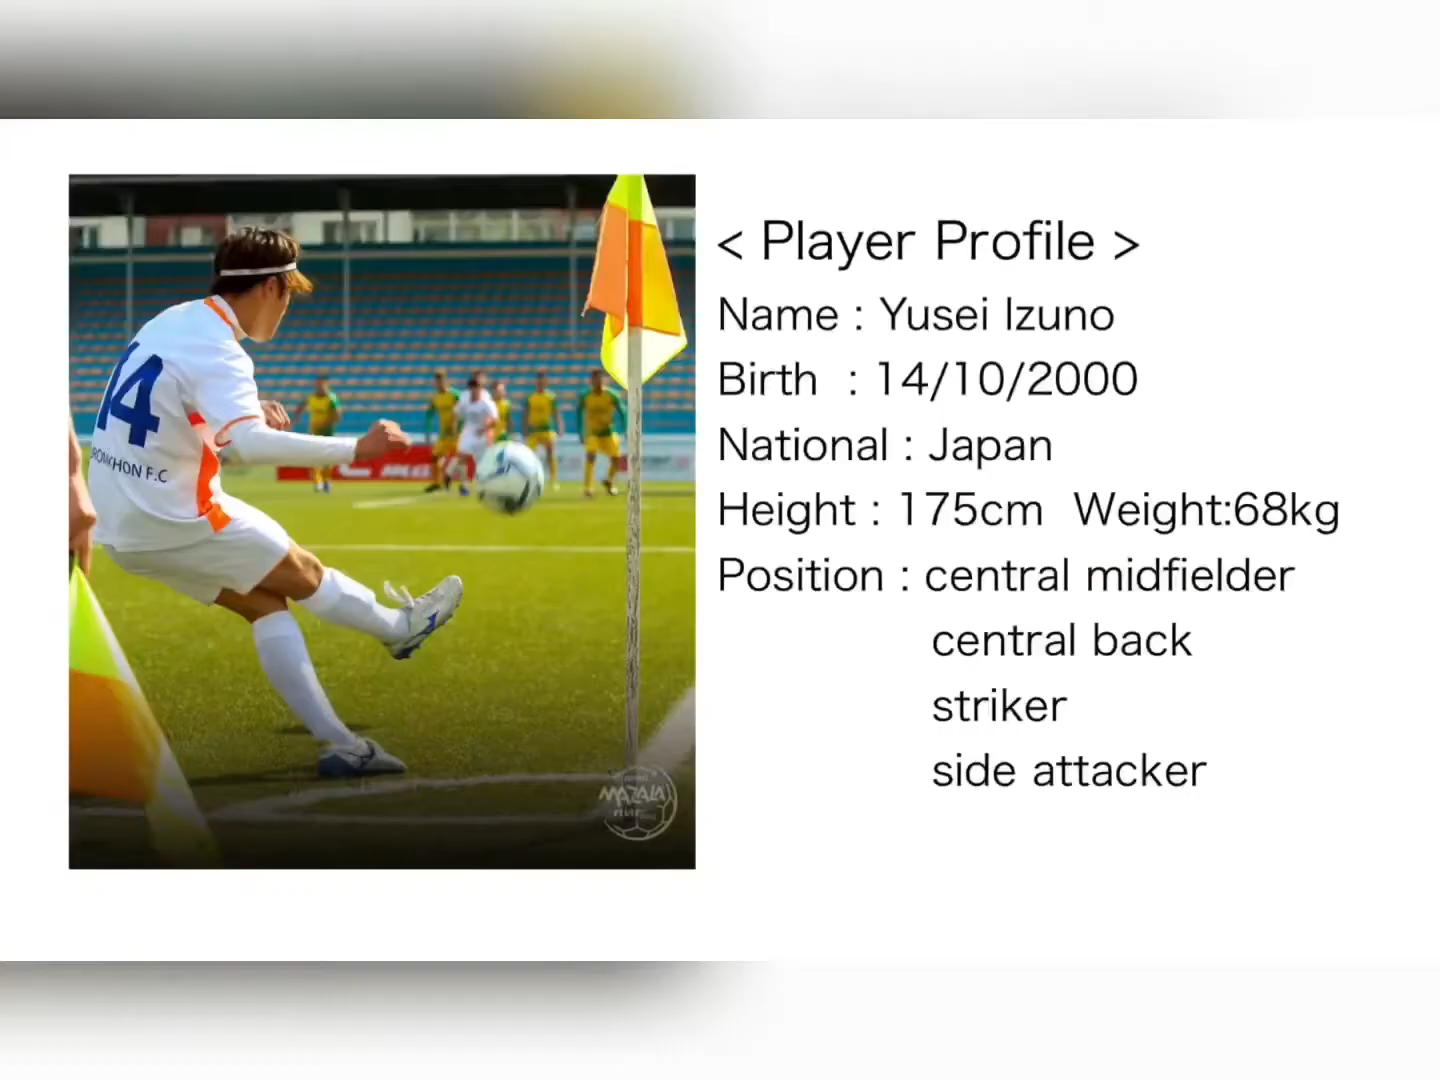 < Player Profile >
Name : Yusei Izuno
Birth : 14/10/2000
National : Japan
Height : 175cm Weight:68kg
Position : central midfielder
central back
striker
side attacker
14
F.C
MAZALA